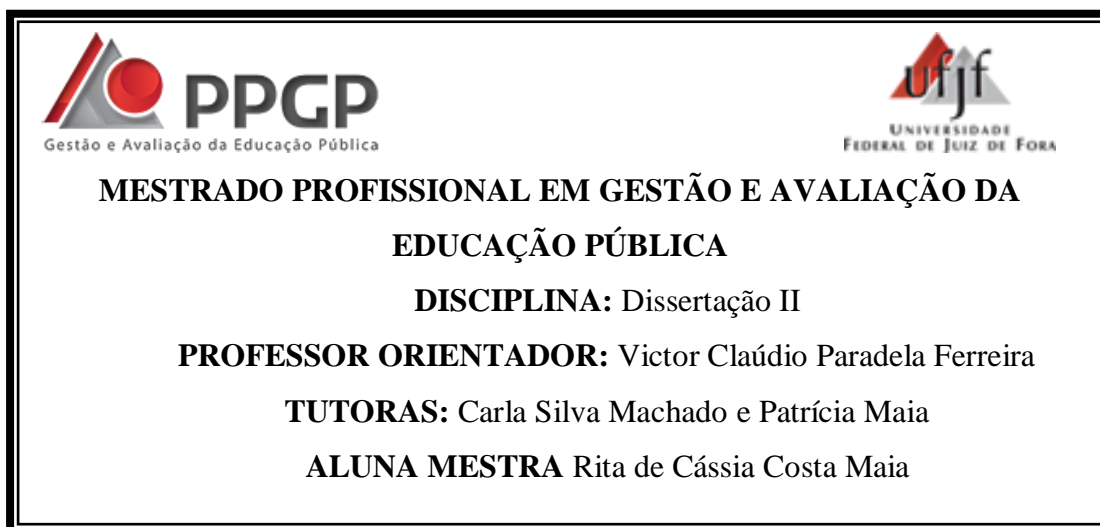 PPGP
Gestão e Avaliação da Educação Pública
ufjf
UNIVERSIDADE
FEDERAL DE JUIZ DE FORA
MESTRADO PROFISSIONAL EM GESTÃO E AVALIAÇÃO DA
EDUCAÇÃO PÚBLICA
DISCIPLINA: Dissertação II
PROFESSOR ORIENTADOR: Victor Claúdio Paradela Ferreira
TUTORAS: Carla Silva Machado e Patrícia Maia
ALUNA MESTRA Rita de Cássia Costa Maia